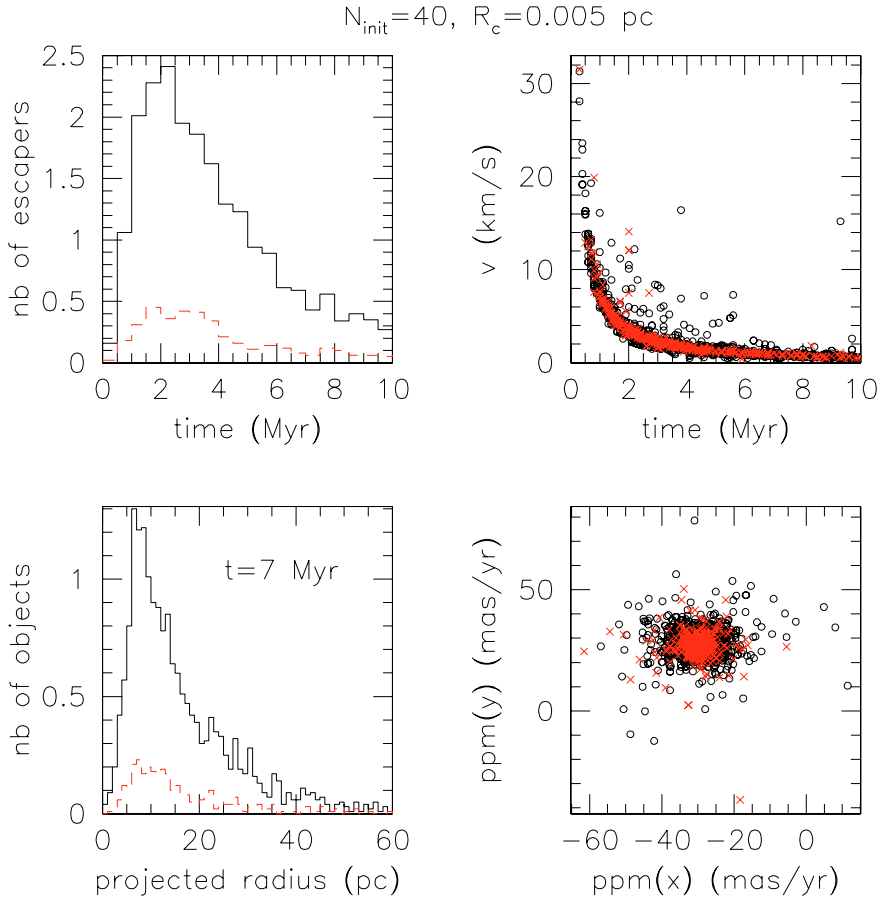 N_init=40, R_c=0.005 pc
2.5
2
1.5
1
0.5
0
nb of escapers
0 2 4 6 8 10
time (Myr)
30
20
10
0
v (km/s)
0 2 4 6 8 10
time (Myr)
1
0.5
0
nb of objects
t=7 Myr
0 20 40 60
projected radius (pc)
50
0
ppm(y) (mas/yr)
−60 −40 −20 0
ppm(x) (mas/yr)